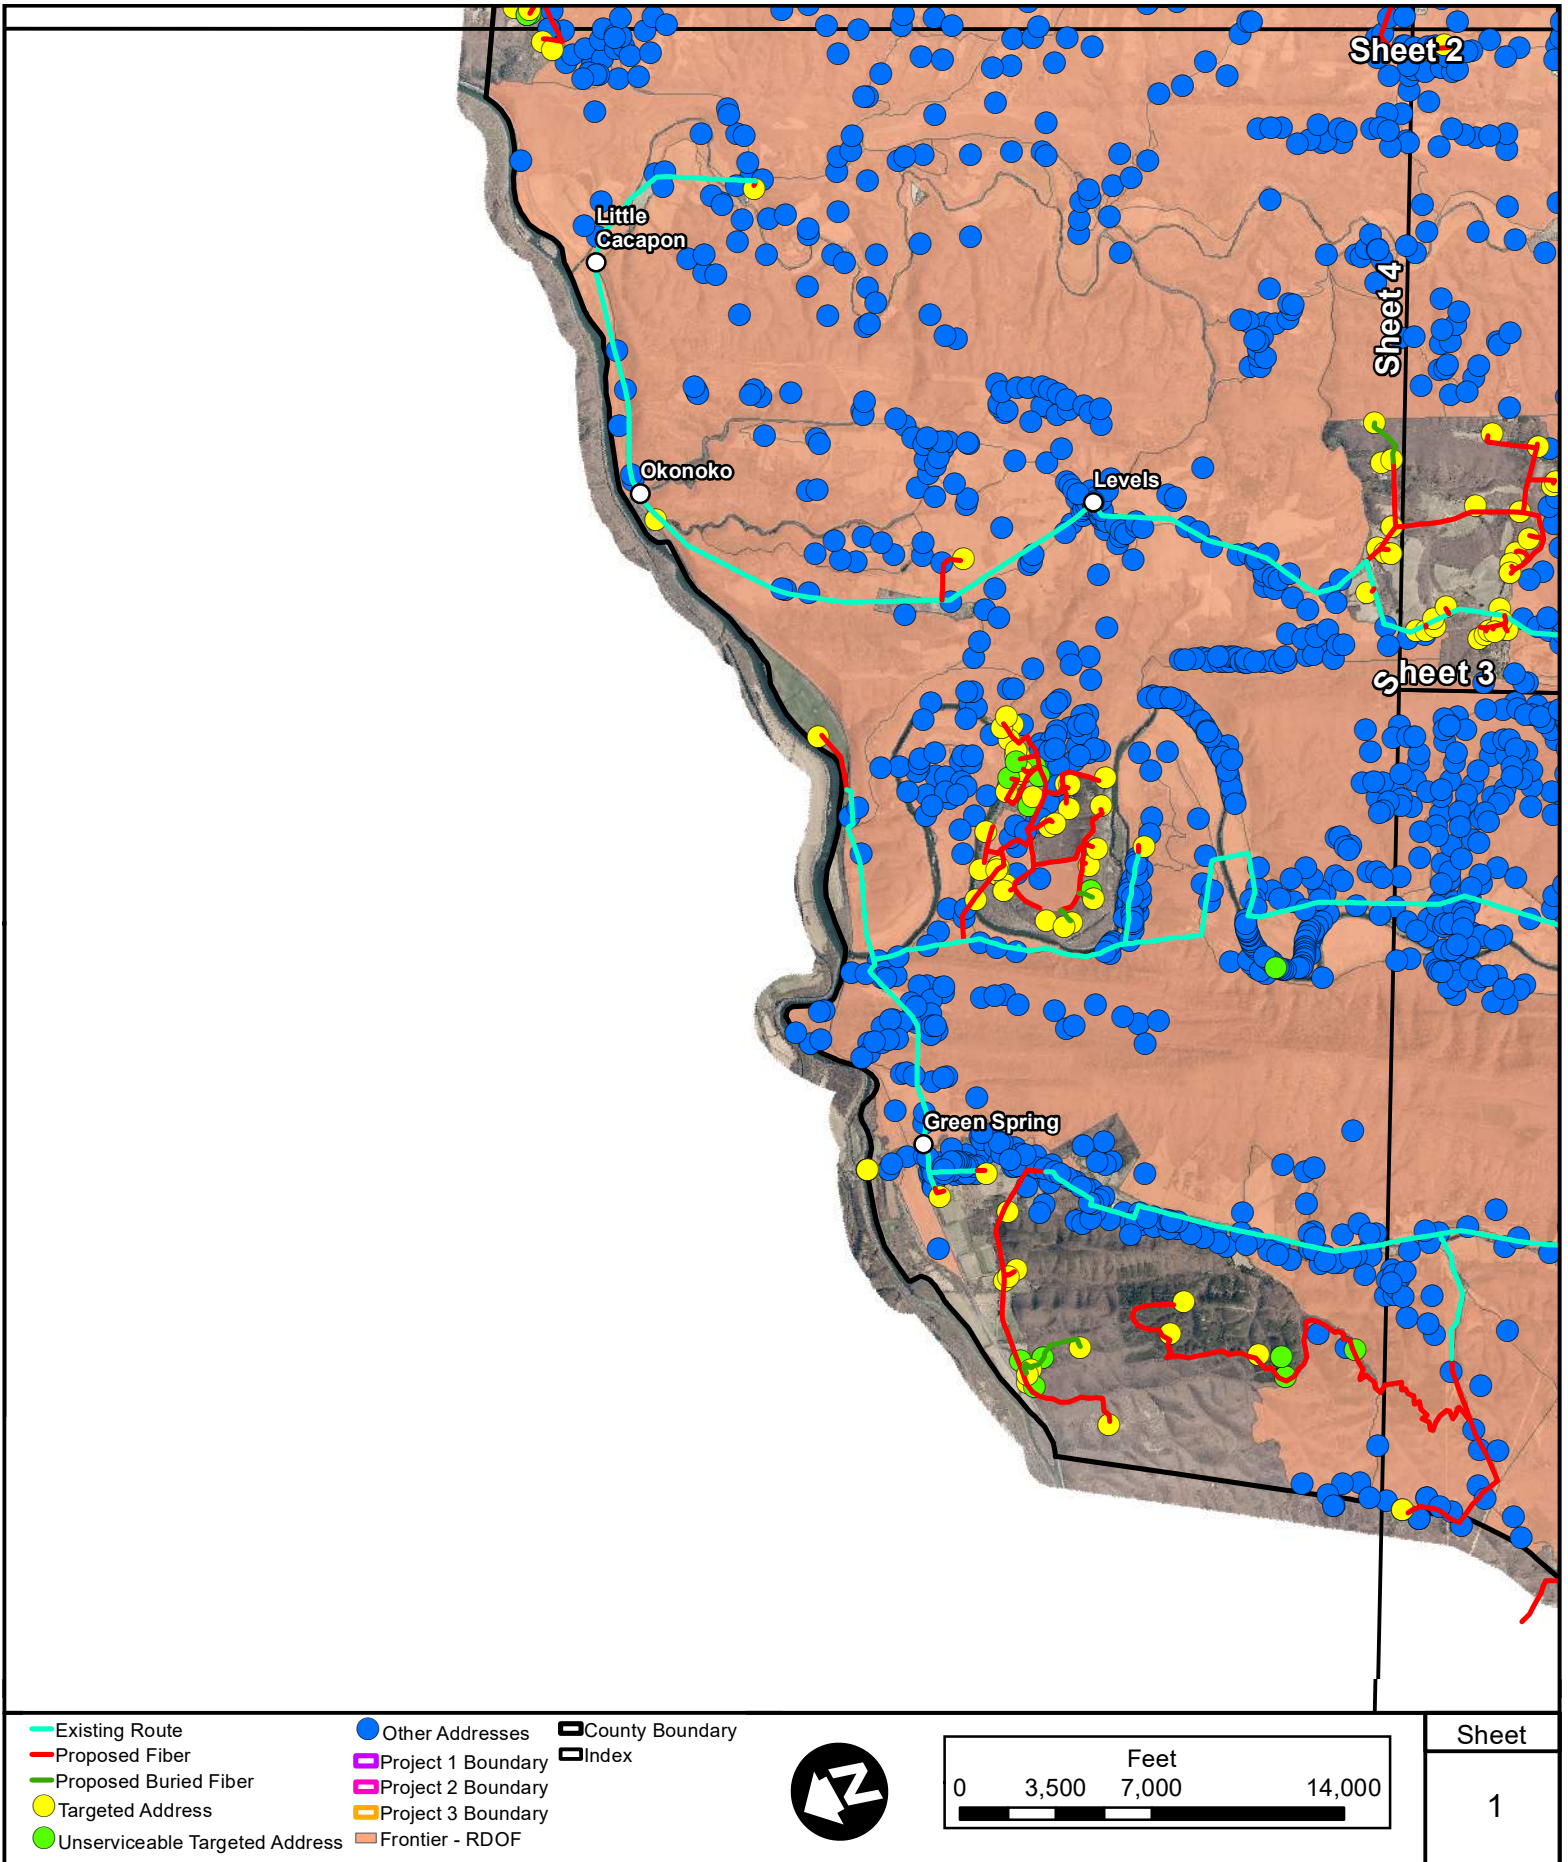 Sheet 2
Little
Cacapon
Sheet 4
Okonoko
Levels
Sheet 3
Green Spring
Existing Route
Proposed Fiber
Proposed Buried Fiber
Targeted Address
Unserviceable Targeted Address
Other Addresses
Project 1 Boundary
Project 2 Boundary
Project 3 Boundary
Frontier - RDOF
County Boundary
Index
N
Feet
0 3,500 7,000 14,000
Sheet
1